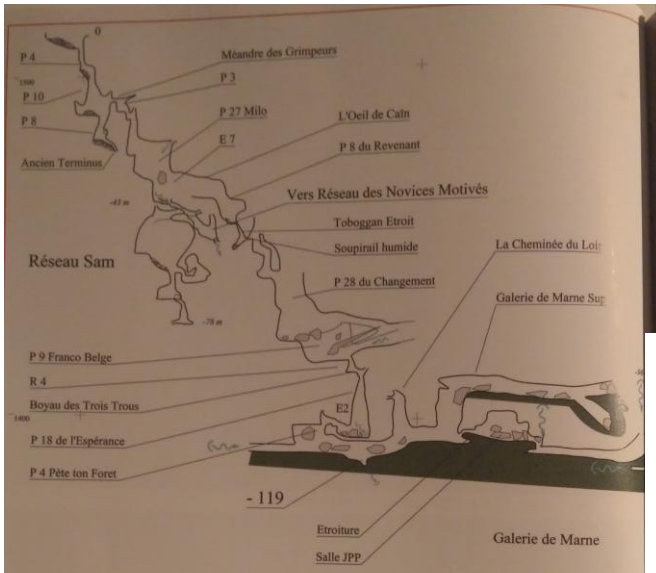 0
P 4
Méandre des Grimpeurs
P 3
1500
P 10
P 27 Milo
L'Oeil de Caïn
P 8
E 7
P 8 du Revenant
Ancien Terminus
Vers Réseau des Novices Motivés
-43 m
Toboggan Etroit
Soupirail humide
La Cheminée du Loi
Réseau Sam
P 28 du Changement
Galerie de Marne Sup
-78 m
P 9 Franco Belge
R 4
Boyau des Trois Trous
E2
1400
P 18 de l'Espérance
P 4 Pète ton Foret
- 119
Etroiture
Galerie de Marne
Salle JPP